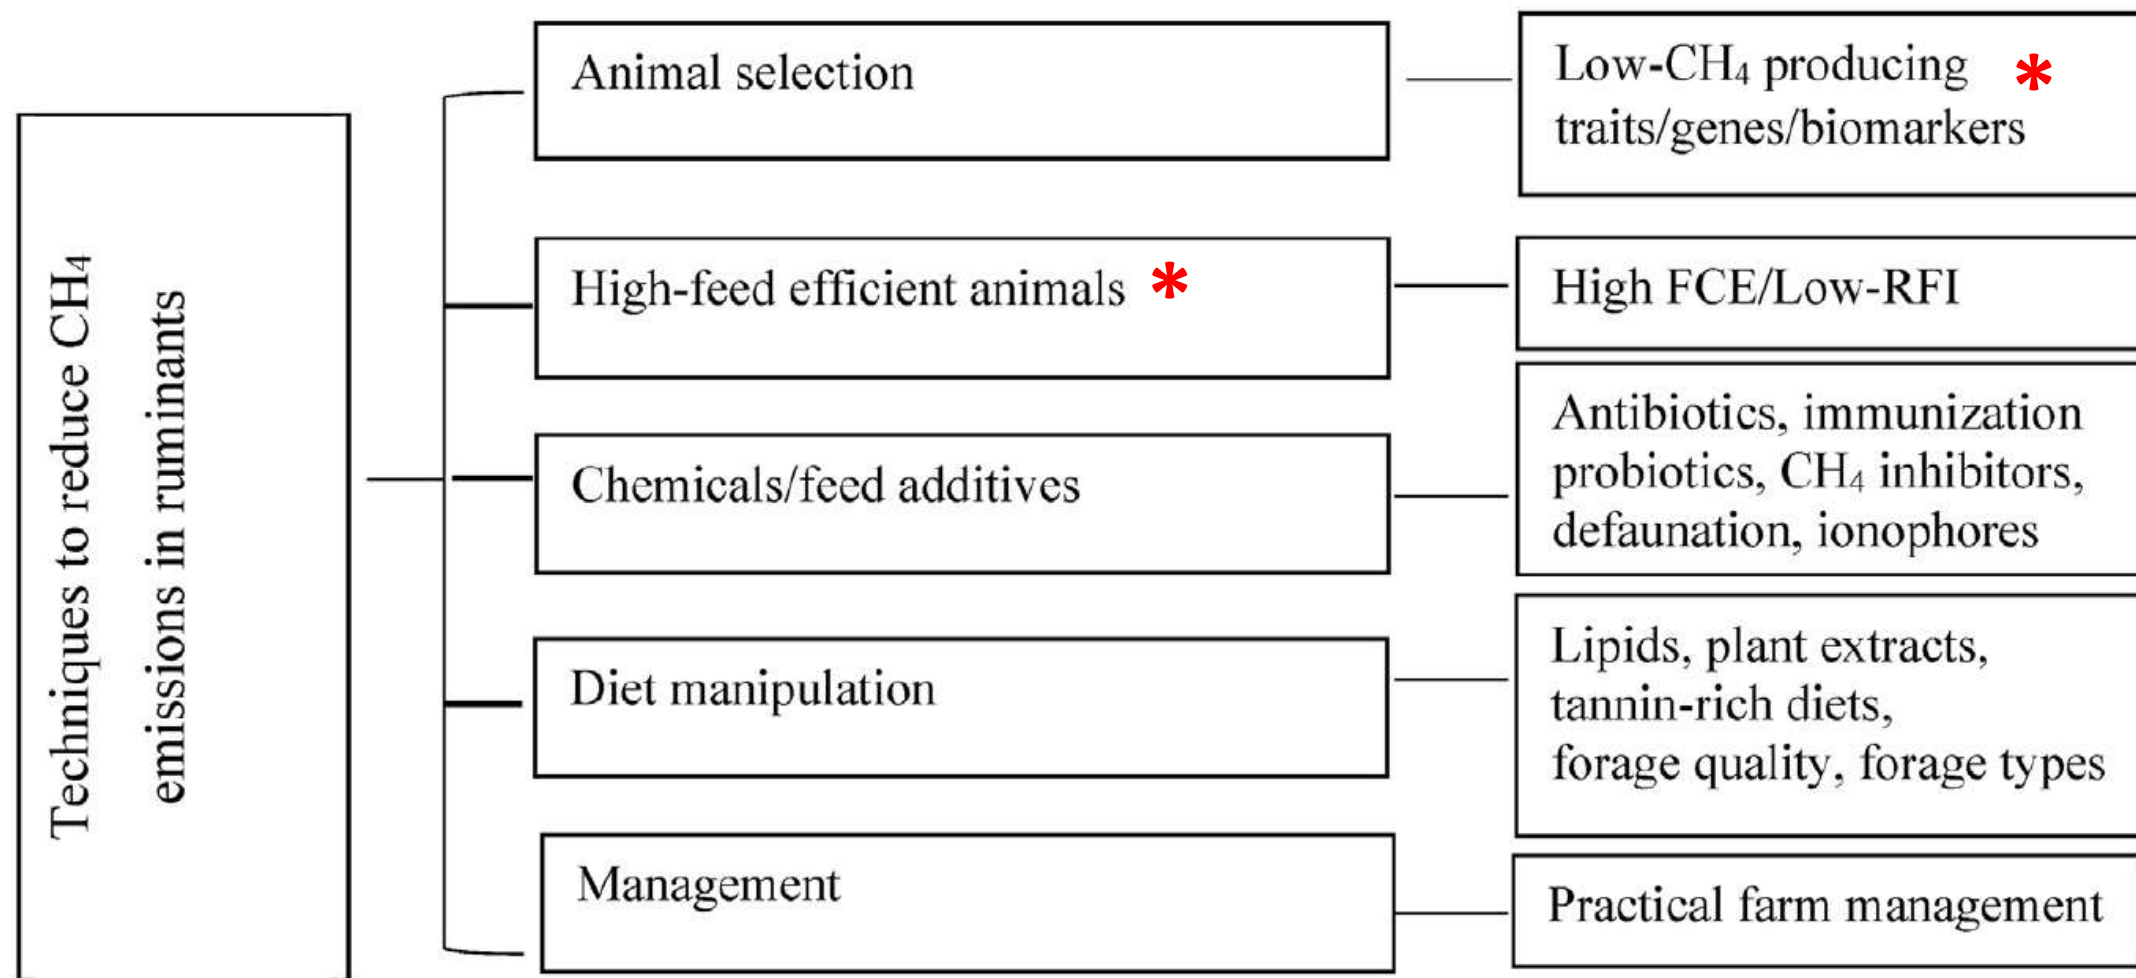 Techniques to reduce CH₄
emissions in ruminants
Animal selection
Low-CH₄ producing *
traits/genes/biomarkers
High-feed efficient animals *
High FCE/Low-RFI
Chemicals/feed additives
Antibiotics, immunization
probiotics, CH₄ inhibitors,
defaunation, ionophores
Diet manipulation
Lipids, plant extracts,
tannin-rich diets,
forage quality, forage types
Management
Practical farm management